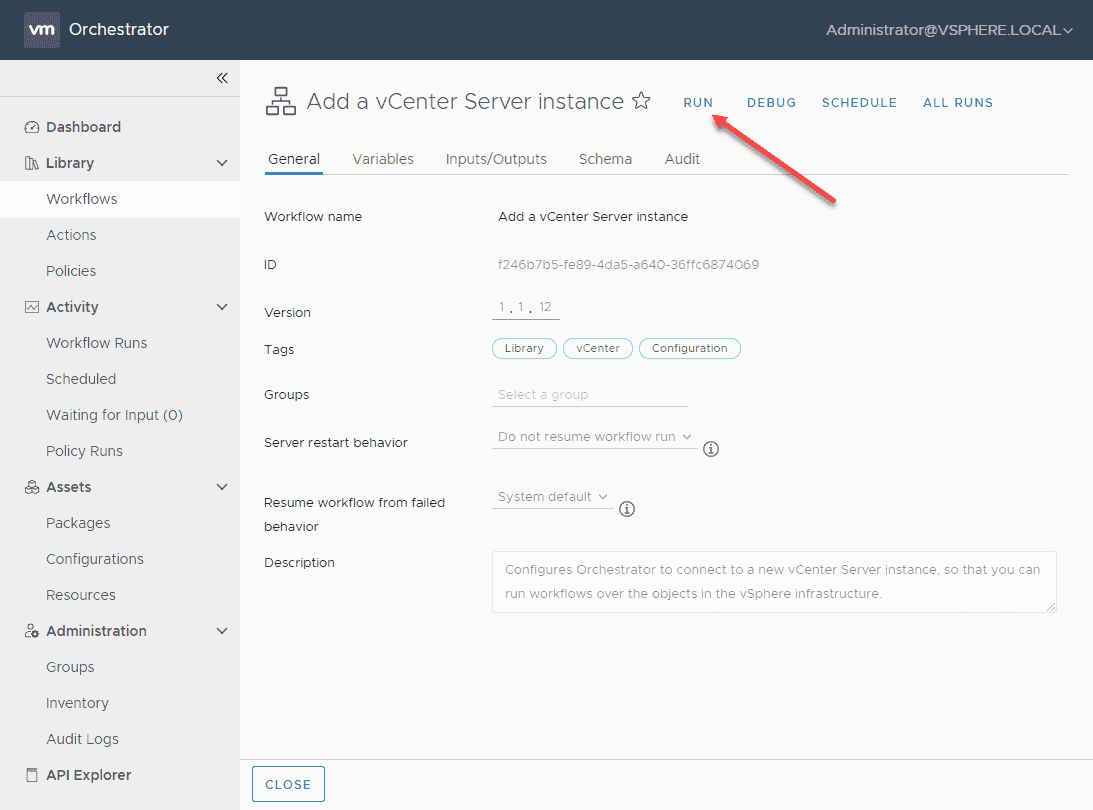 vm Orchestrator
Administrator@VSPHERE.LOCAL
Dashboard
Library
Workflows
Actions
Policies
Activity
Workflow Runs
Scheduled
Waiting for Input (0)
Policy Runs
Assets
Packages
Configurations
Resources
Administration
Groups
Inventory
Audit Logs
API Explorer
Add a vCenter Server instance
RUN DEBUG SCHEDULE ALL RUNS
General Variables Inputs/Outputs Schema Audit
Workflow name Add a vCenter Server instance
ID f246b7b5-fe89-4da5-a640-36ffc6874069
Version 1 . 1 . 12
Tags Library vCenter Configuration
Groups Select a group
Server restart behavior Do not resume workflow run
Resume workflow from failed
behavior
System default
Description
Configures Orchestrator to connect to a new vCenter Server instance, so that you can
run workflows over the objects in the vSphere infrastructure.
CLOSE